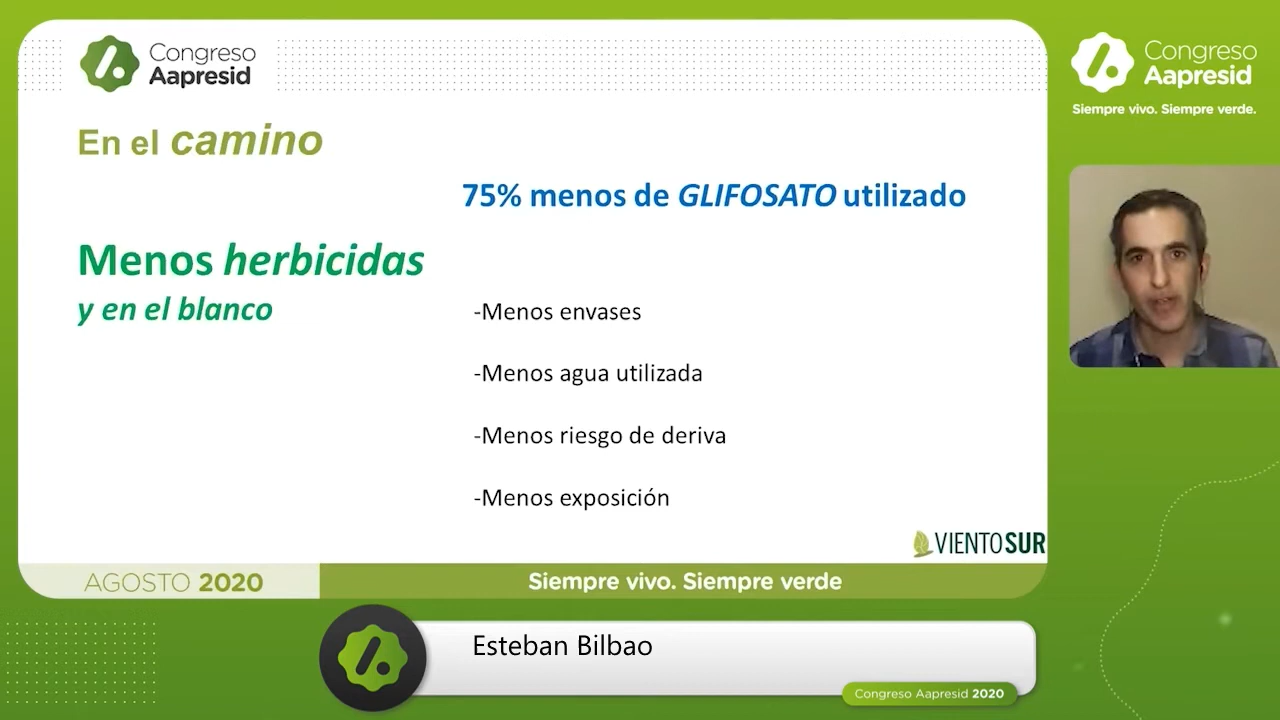 Congreso
Aapresid
Congreso
Aapresid
Siempre vivo. Siempre verde.
En el camino
75% menos de GLIFOSATO utilizado
Menos herbicidas
y en el blanco
-Menos envases
-Menos agua utilizada
-Menos riesgo de deriva
-Menos exposición
VIENTO SUR
AGOSTO 2020
Siempre vivo. Siempre verde
Esteban Bilbao
Congreso Aapresid 2020